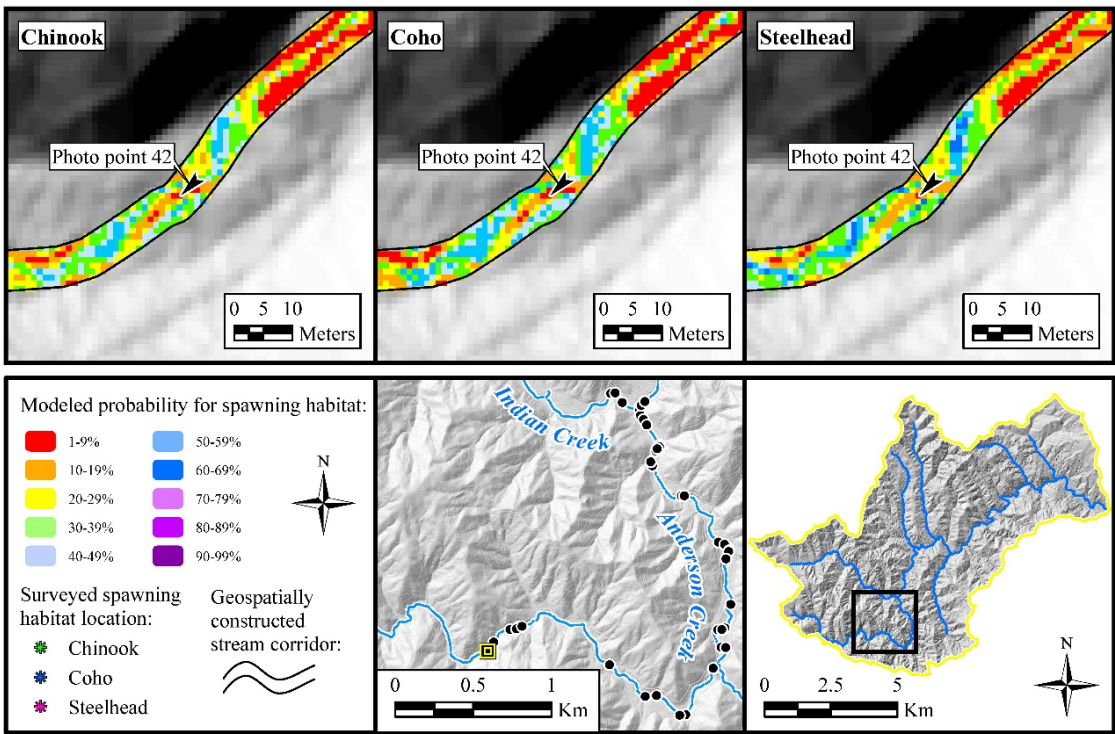 Chinook
Photo point 42
0 5 10
Meters
Coho
Photo point 42
0 5 10
Meters
Steelhead
Photo point 42
0 5 10
Meters
Modeled probability for spawning habitat:
1-9%
10-19%
20-29%
30-39%
40-49%
50-59%
60-69%
70-79%
80-89%
90-99%
N
Surveyed spawning
habitat location:
Chinook
Coho
Steelhead
Geospatially
constructed
stream corridor:
Indian Creek
Anderson Creek
0 0.5 1
Km
N
0 2.5 5
Km